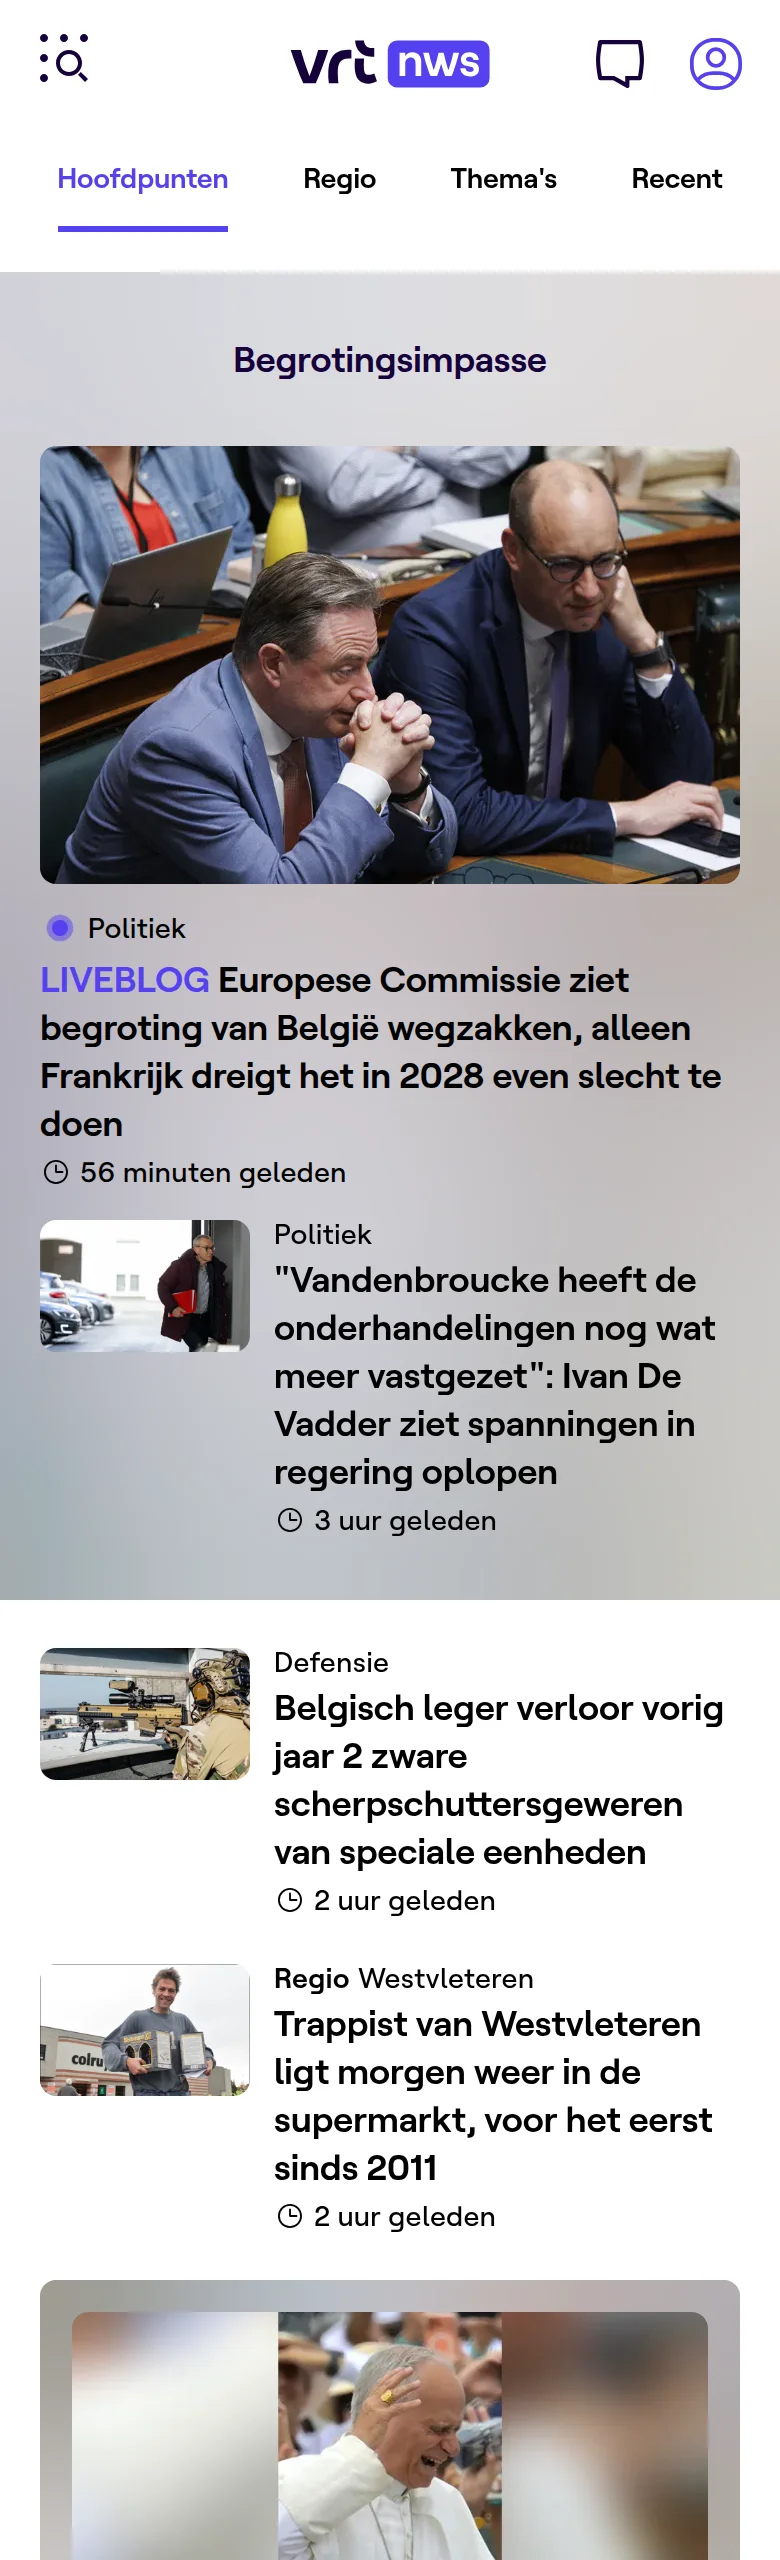 vrt nws
Hoofdpunten Regio Thema's Recent
Begrotingsimpasse
Politiek
LIVEBLOG Europese Commissie ziet
begroting van België wegzakken, alleen
Frankrijk dreigt het in 2028 even slecht te
doen
56 minuten geleden
Politiek
"Vandenbroucke heeft de
onderhandelingen nog wat
meer vastgezet": Ivan De
Vadder ziet spanningen in
regering oplopen
3 uur geleden
Defensie
Belgisch leger verloor vorig
jaar 2 zware
scherpschuttersgeweren
van speciale eenheden
2 uur geleden
Regio Westvleteren
Trappist van Westvleteren
ligt morgen weer in de
supermarkt, voor het eerst
sinds 2011
2 uur geleden
colru